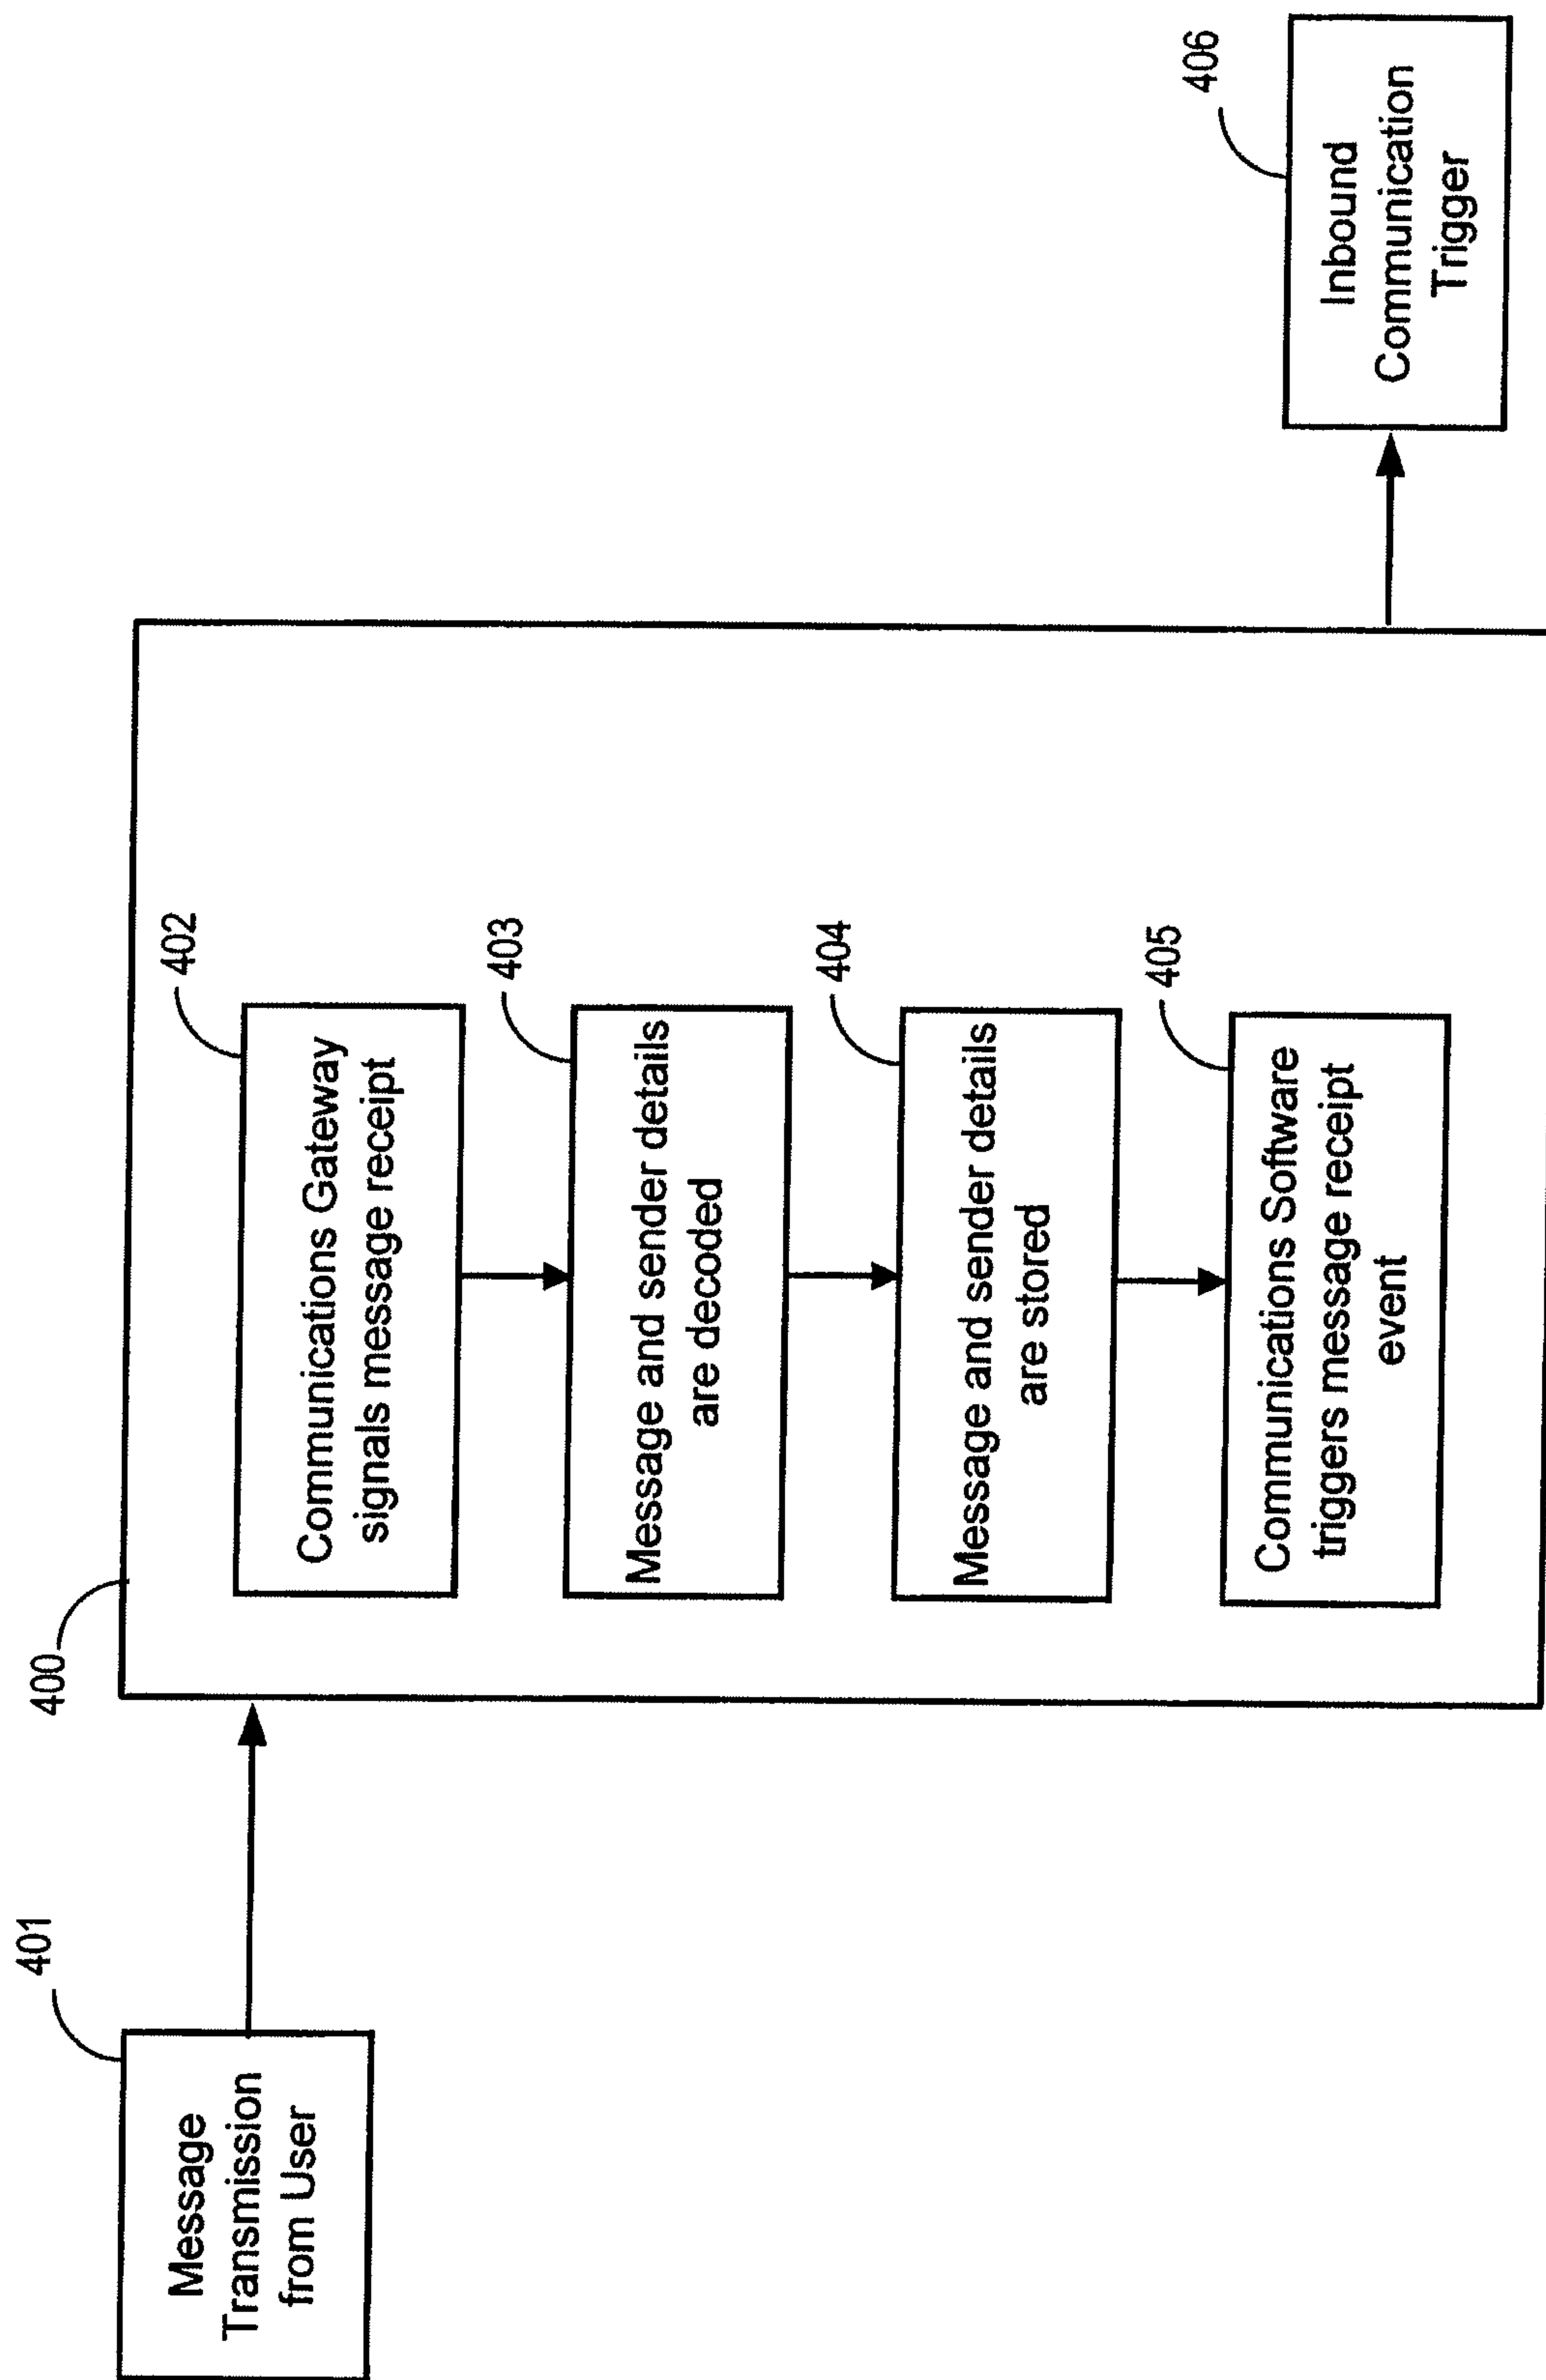 401
Message
Transmission
from User
400
402
Communications Gateway
signals message receipt
403
Message and sender details
are decoded
404
Message and sender details
are stored
405
Communications Software
triggers message receipt
event
406
Inbound
Communication
Trigger